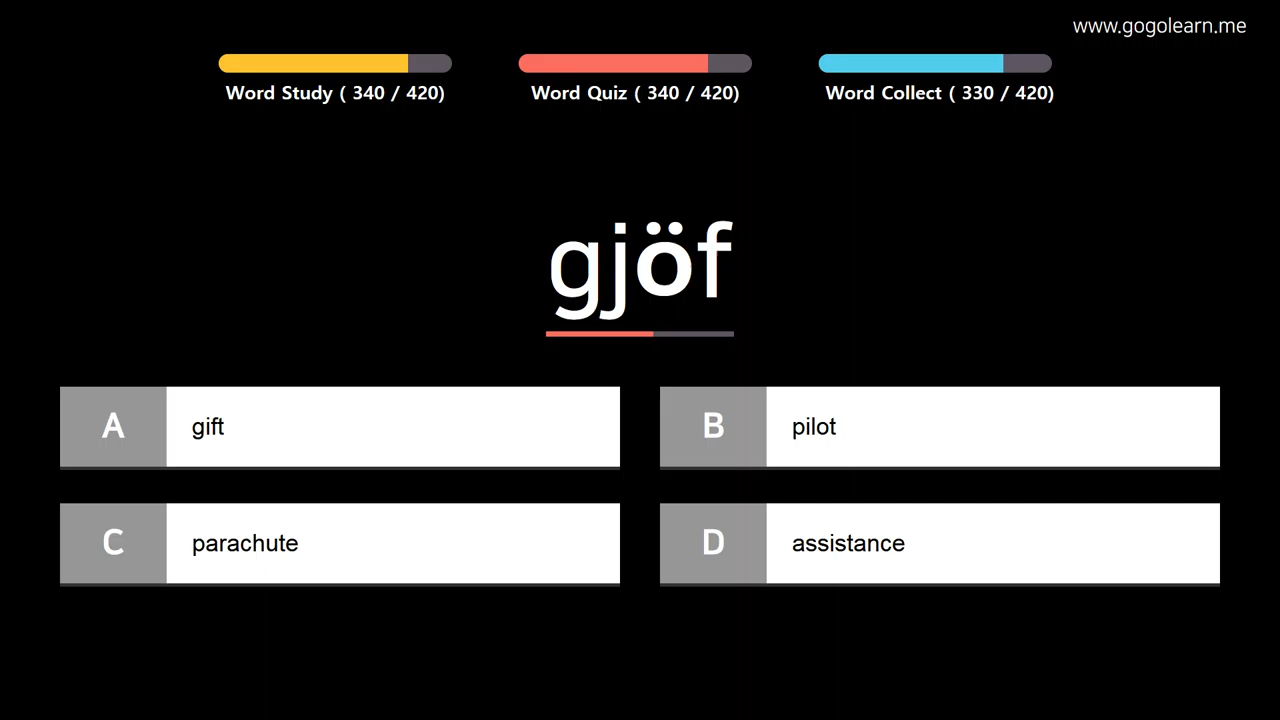 www.gogolearn.me
Word Study ( 340 / 420)
Word Quiz ( 340 / 420)
Word Collect ( 330 / 420)
gjöf
A gift
B pilot
C parachute
D assistance